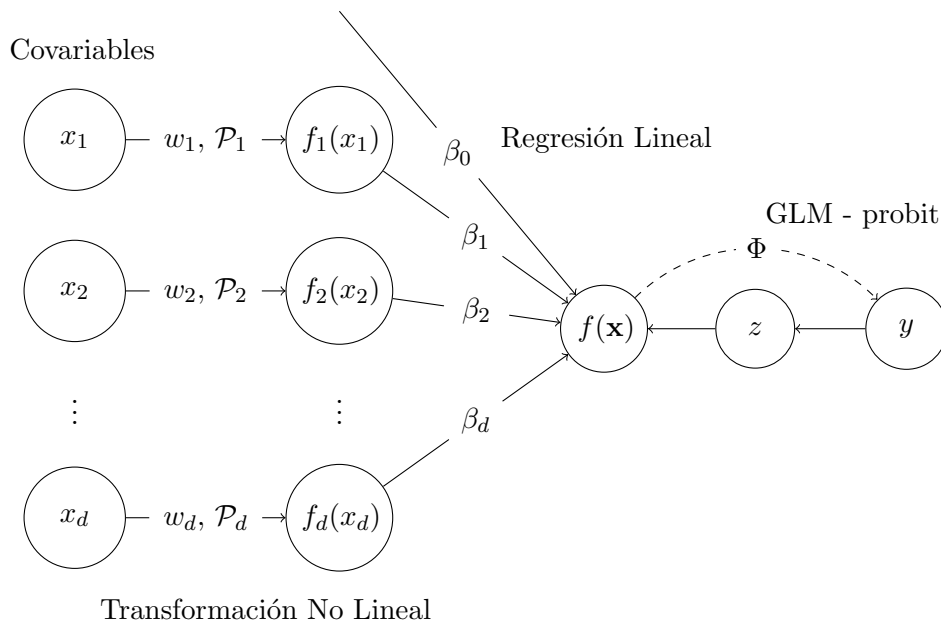 Covariables
x₁ w₁, 𝒫₁ f₁(x₁)
β₀ Regresión Lineal
β₁
GLM - probit
Φ
x₂ w₂, 𝒫₂ f₂(x₂) β₂
f(𝐱) z y
⋮ ⋮
β_d
x_d w_d, 𝒫_d f_d(x_d)
Transformación No Lineal